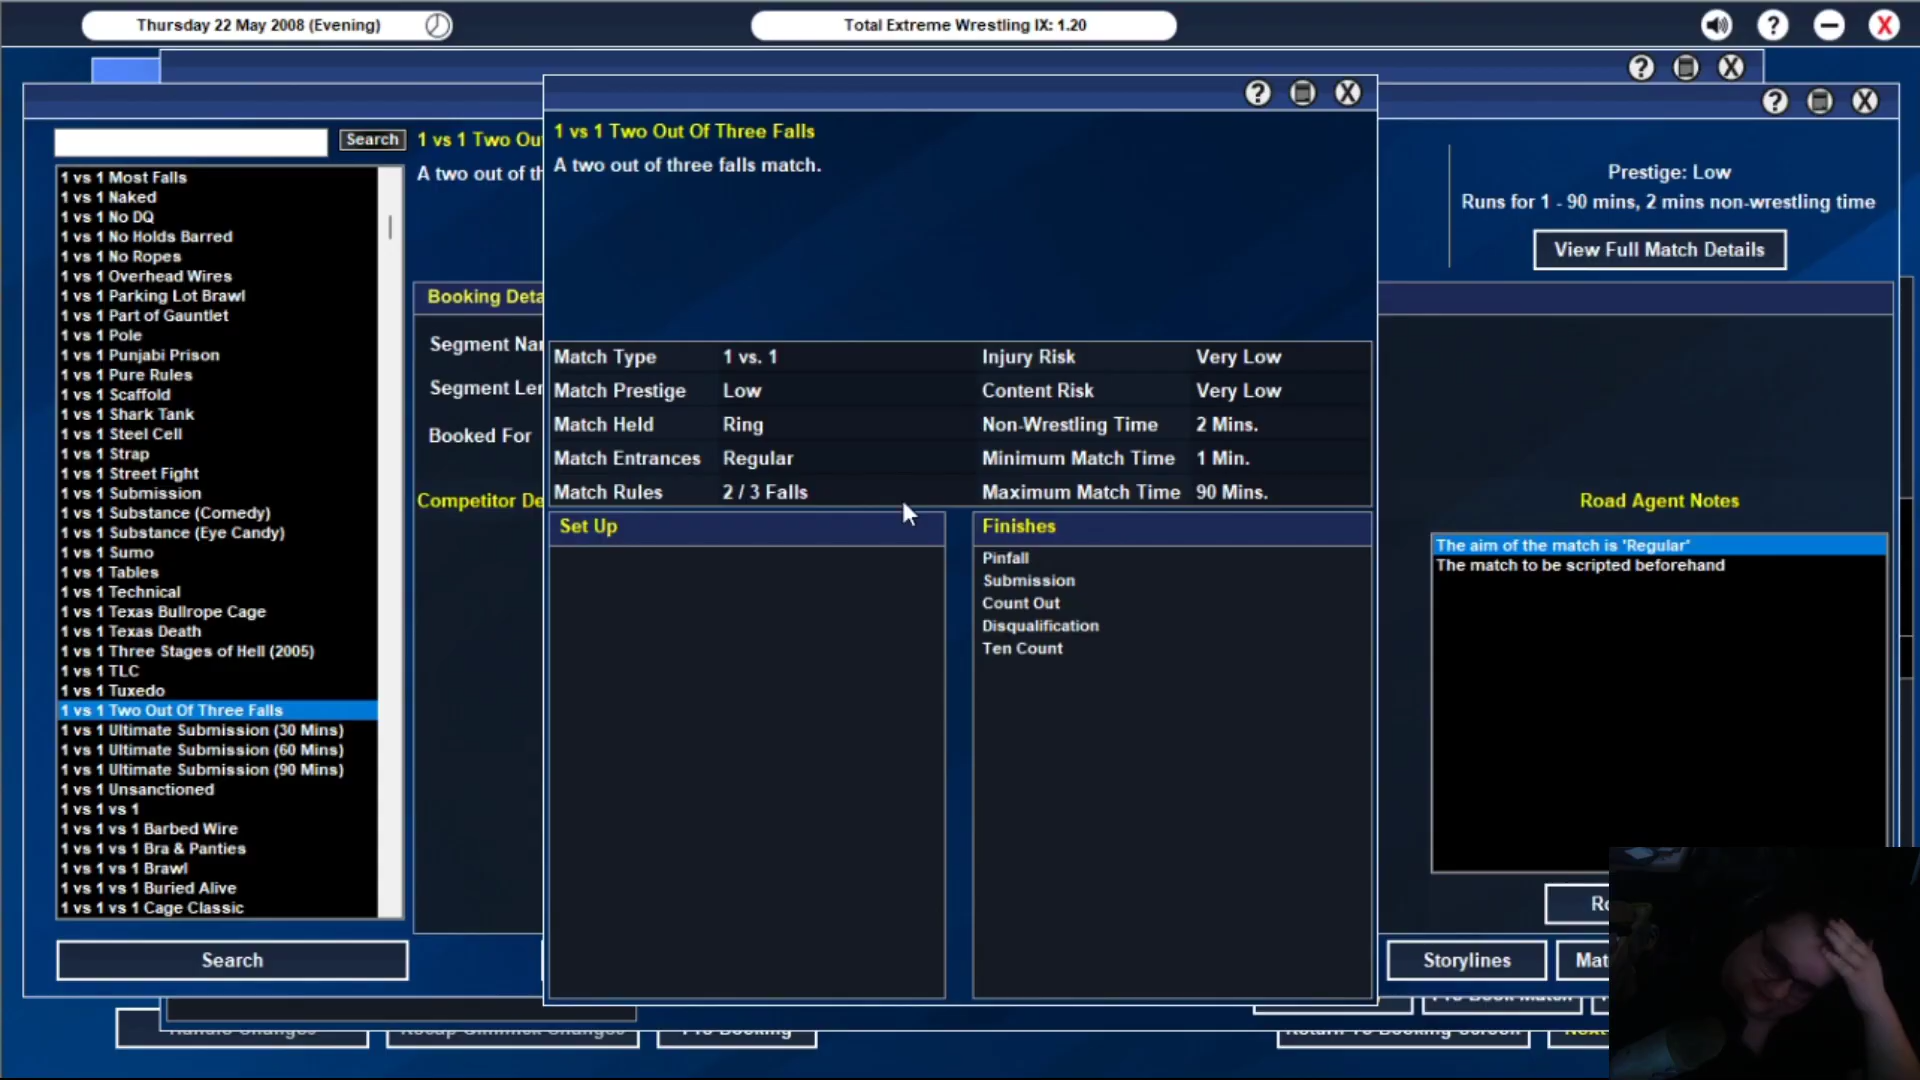 Thursday 22 May 2008 (Evening)
Total Extreme Wrestling IX: 1.20
Search
1 vs 1 Most Falls
1 vs 1 Naked
1 vs 1 No DQ
1 vs 1 No Holds Barred
1 vs 1 No Ropes
1 vs 1 Overhead Wires
1 vs 1 Parking Lot Brawl
1 vs 1 Part of Gauntlet
1 vs 1 Pole
1 vs 1 Punjabi Prison
1 vs 1 Pure Rules
1 vs 1 Scaffold
1 vs 1 Shark Tank
1 vs 1 Steel Cell
1 vs 1 Strap
1 vs 1 Street Fight
1 vs 1 Submission
1 vs 1 Substance (Comedy)
1 vs 1 Substance (Eye Candy)
1 vs 1 Sumo
1 vs 1 Tables
1 vs 1 Technical
1 vs 1 Texas Bullrope Cage
1 vs 1 Texas Death
1 vs 1 Three Stages of Hell (2005)
1 vs 1 TLC
1 vs 1 Tuxedo
1 vs 1 Two Out Of Three Falls
1 vs 1 Ultimate Submission (30 Mins)
1 vs 1 Ultimate Submission (60 Mins)
1 vs 1 Ultimate Submission (90 Mins)
1 vs 1 Unsanctioned
1 vs 1 vs 1
1 vs 1 vs 1 Barbed Wire
1 vs 1 vs 1 Bra & Panties
1 vs 1 vs 1 Brawl
1 vs 1 vs 1 Buried Alive
1 vs 1 vs 1 Cage Classic
Search
1 vs 1 Two Ou
A two out of th
Booking Deta
Segment Nar
Segment Len
Booked For
Competitor De
1 vs 1 Two Out Of Three Falls
A two out of three falls match.
Match Type 1 vs. 1 Injury Risk Very Low
Match Prestige Low Content Risk Very Low
Match Held Ring Non-Wrestling Time 2 Mins.
Match Entrances Regular Minimum Match Time 1 Min.
Match Rules 2 / 3 Falls Maximum Match Time 90 Mins.
Set Up
Finishes
Pinfall
Submission
Count Out
Disqualification
Ten Count
Prestige: Low
Runs for 1 - 90 mins, 2 mins non-wrestling time
View Full Match Details
Road Agent Notes
The aim of the match is 'Regular'
The match to be scripted beforehand
Storylines
Return To Booking Screen
Next